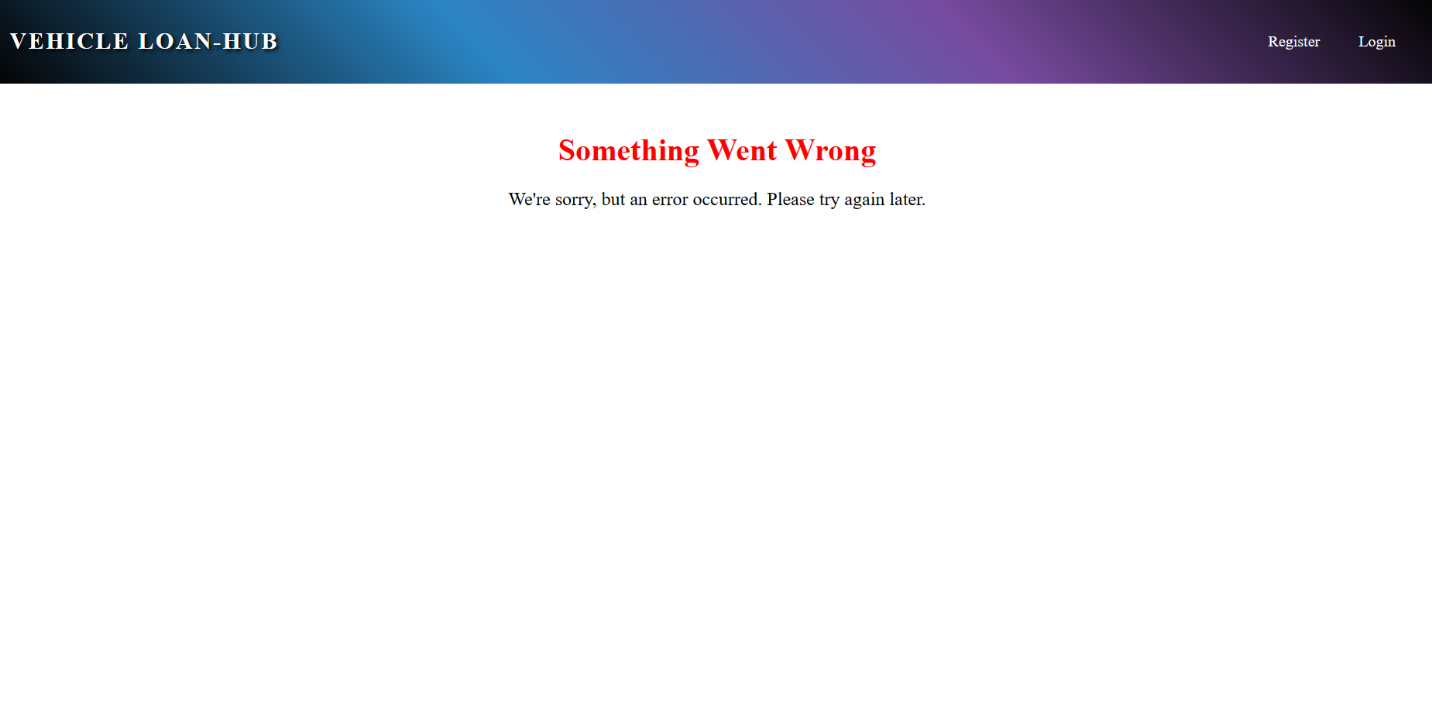 VEHICLE LOAN-HUB
Register
Login
Something Went Wrong
We're sorry, but an error occurred. Please try again later.